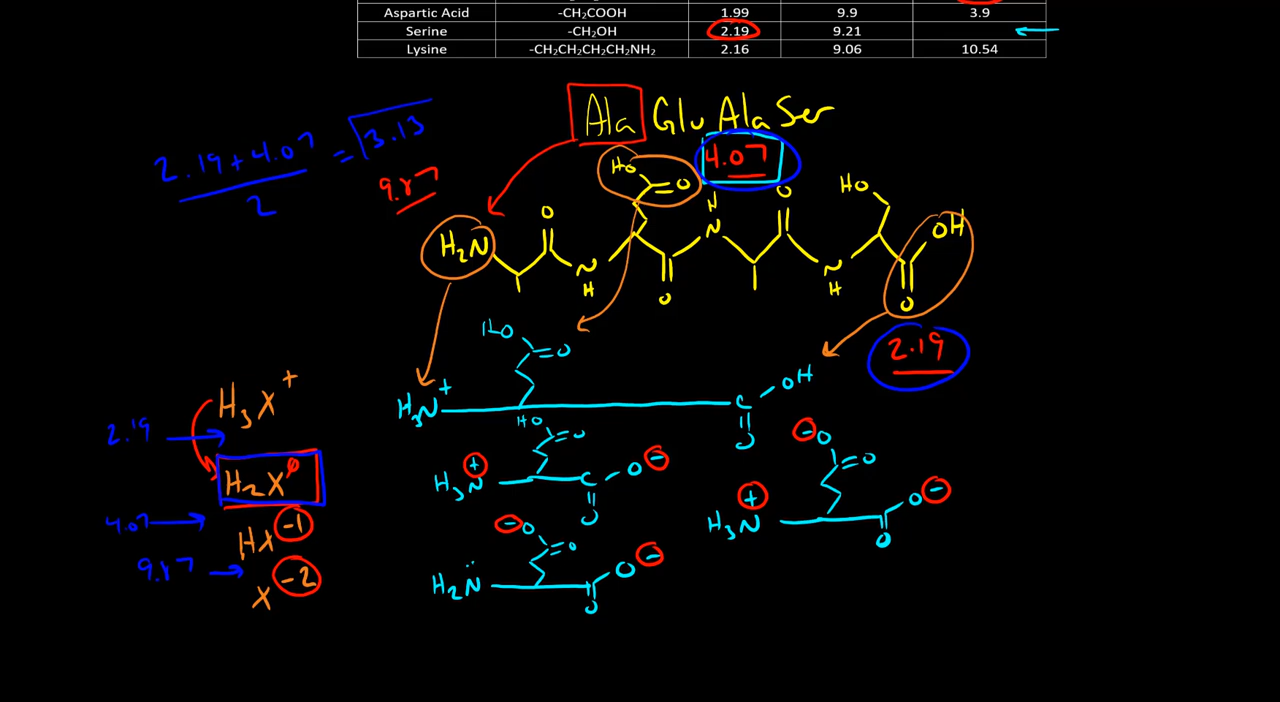 Aspartic Acid -CH₂COOH 1.99 9.9 3.9
Serine -CH₂OH 2.19 9.21
Lysine -CH₂CH₂CH₂CH₂NH₂ 2.16 9.06 10.54
Ala Glu Ala Ser
2.19+4.07 / 2 = 3.13
9.87
4.07
HO O
H₂N O N H O N H O N H HO OH O
2.19
HO O
H₃N+ C OH O
H₃X+
2.19
H₂X⁰
4.07
HX -1
9.87
X -2
HO O
H₃N + C O − O
− O O
H₃N + O − O
− O O
H₂N O − O